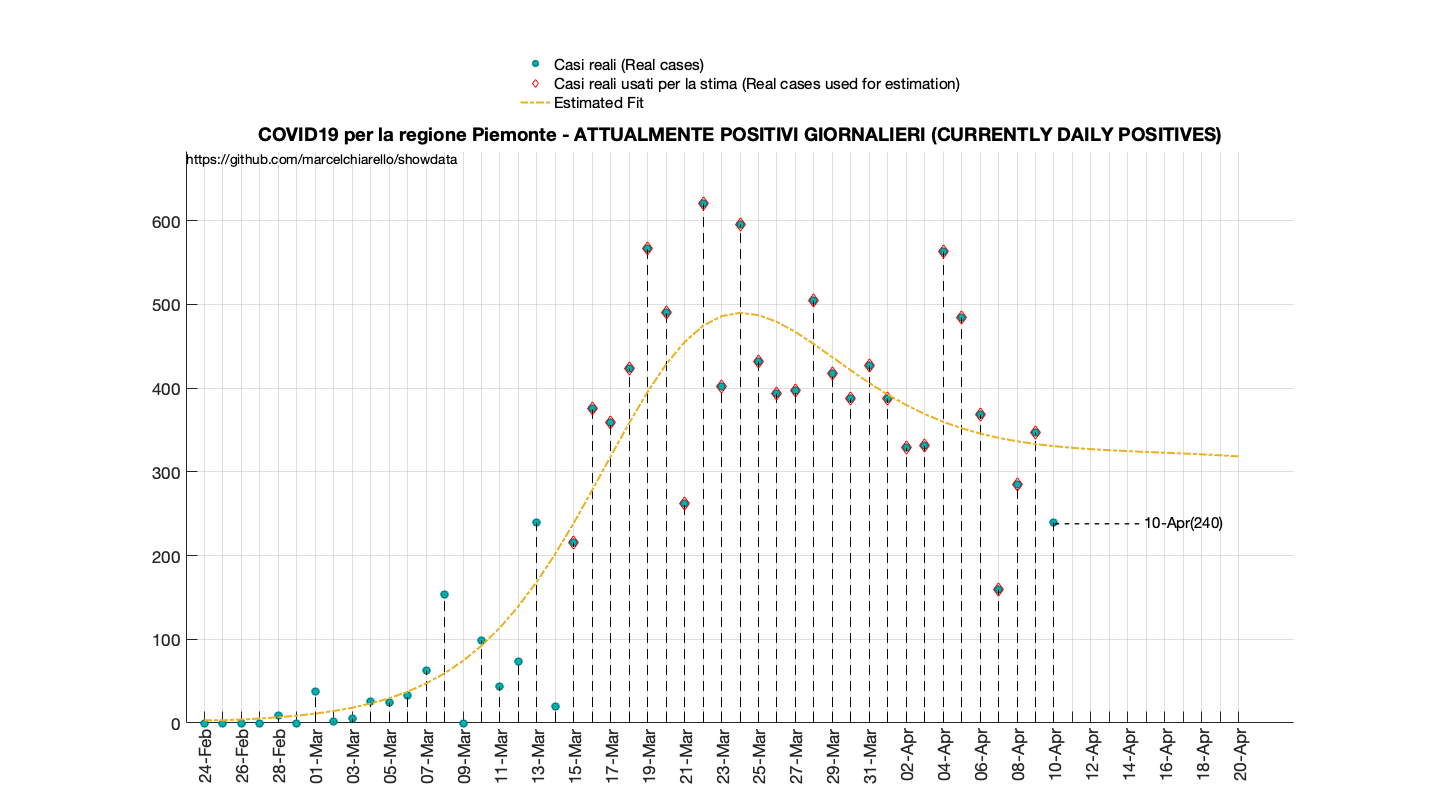 Casi reali (Real cases)
Casi reali usati per la stima (Real cases used for estimation)
Estimated Fit
COVID19 per la regione Piemonte - ATTUALMENTE POSITIVI GIORNALIERI (CURRENTLY DAILY POSITIVES)
https://github.com/marcelchiarello/showdata
600
500
400
300
200
100
0
10-Apr(240)
24-Feb
26-Feb
28-Feb
01-Mar
03-Mar
05-Mar
07-Mar
09-Mar
11-Mar
13-Mar
15-Mar
17-Mar
19-Mar
21-Mar
23-Mar
25-Mar
27-Mar
29-Mar
31-Mar
02-Apr
04-Apr
06-Apr
08-Apr
10-Apr
12-Apr
14-Apr
16-Apr
18-Apr
20-Apr